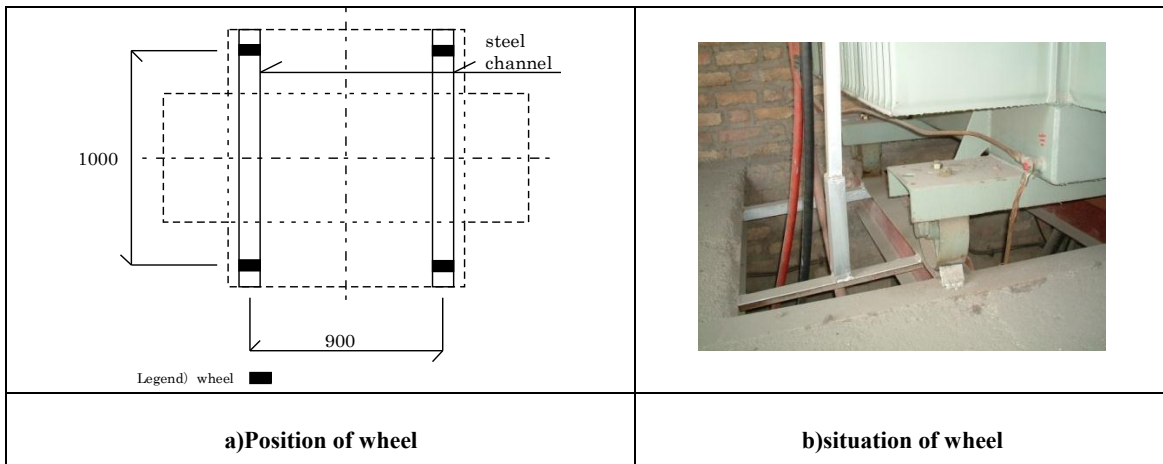 steel
channel
1000
900
Legend) wheel
a)Position of wheel
b)situation of wheel